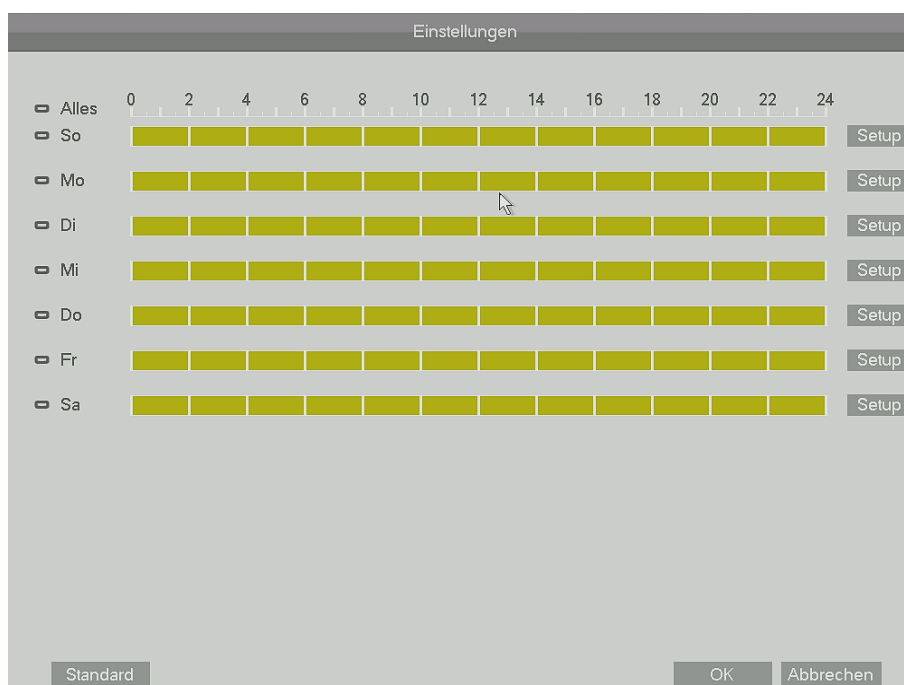 Einstellungen
Alles 0 2 4 6 8 10 12 14 16 18 20 22 24
So Setup
Mo Setup
Di Setup
Mi Setup
Do Setup
Fr Setup
Sa Setup
Standard OK Abbrechen